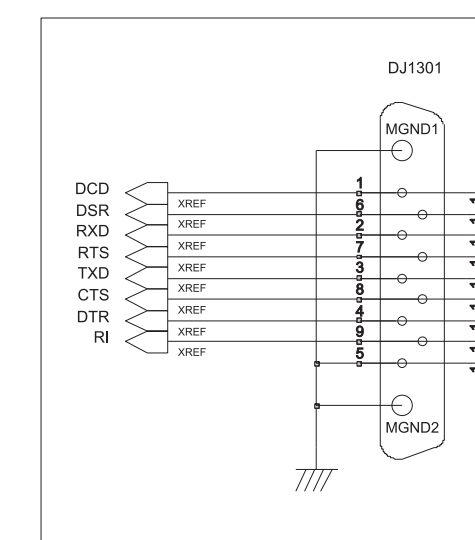 DJ1301
MGND1
DCD 1
XREF
DSR 6
XREF
RXD 2
XREF
RTS 7
XREF
TXD 3
XREF
CTS 8
XREF
DTR 4
XREF
RI 9
XREF
5
MGND2